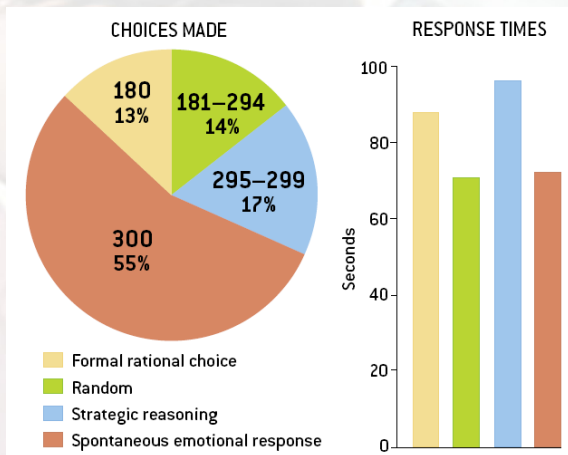 CHOICES MADE
180
13%
181–294
14%
295–299
17%
300
55%
Formal rational choice
Random
Strategic reasoning
Spontaneous emotional response
RESPONSE TIMES
Seconds
100
80
60
40
20
0